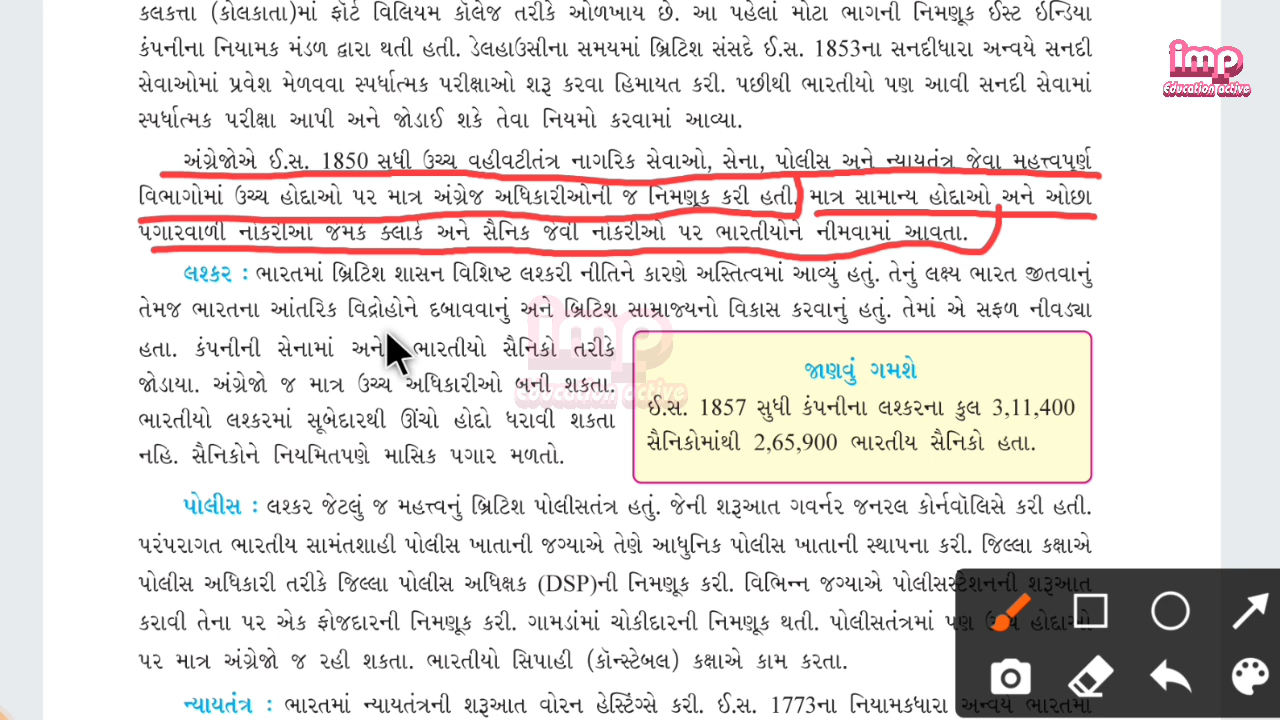 કલકત્તા (કોલકાતા)માં ફૉર્ટ વિલિયમ કૉલેજ તરીકે ઓળખાય છે. આ પહેલાં મોટા ભાગની નિમણૂક ઈસ્ટ ઇન્ડિયા
કંપનીના નિયામક મંડળ દ્વારા થતી હતી. ડેલહાઉસીના સમયમાં બ્રિટિશ સંસદે ઈ.સ. 1853ના સનદીધારા અન્વયે સનદી
સેવાઓમાં પ્રવેશ મેળવવા સ્પર્ધાત્મક પરીક્ષાઓ શરૂ કરવા હિમાયત કરી. પછીથી ભારતીયો પણ આવી સનદી સેવામાં
સ્પર્ધાત્મક પરીક્ષા આપી અને જોડાઈ શકે તેવા નિયમો કરવામાં આવ્યા.
અંગ્રેજોએ ઈ.સ. 1850 સુધી ઉચ્ચ વહીવટીતંત્ર નાગરિક સેવાઓ, સેના, પોલીસ અને ન્યાયતંત્ર જેવા મહત્ત્વપૂર્ણ
વિભાગોમાં ઉચ્ચ હોદાઓ પર માત્ર અંગ્રેજ અધિકારીઓની જ નિમણૂક કરી હતી. માત્ર સામાન્ય હોદાઓ અને ઓછા
પગારવાળી નોકરીઓ જેમકે ક્લાર્ક અને સૈનિક જેવી નોકરીઓ પર ભારતીયોને નીમવામાં આવતા.
લશ્કર : ભારતમાં બ્રિટિશ શાસન વિશિષ્ટ લશ્કરી નીતિને કારણે અસ્તિત્વમાં આવ્યું હતું. તેનું લક્ષ્ય ભારત જીતવાનું
તેમજ ભારતના આંતરિક વિદ્રોહોને દબાવવાનું અને બ્રિટિશ સામ્રાજ્યનો વિકાસ કરવાનું હતું. તેમાં એ સફળ નીવડ્યા
હતા. કંપનીની સેનામાં અનેક ભારતીયો સૈનિકો તરીકે
જોડાયા. અંગ્રેજો જ માત્ર ઉચ્ચ અધિકારીઓ બની શકતા.
ભારતીયો લશ્કરમાં સૂબેદારથી ઊંચો હોદો ધરાવી શકતા
નહિ. સૈનિકોને નિયમિતપણે માસિક પગાર મળતો.
જાણવું ગમશે
ઈ.સ. 1857 સુધી કંપનીના લશ્કરના કુલ 3,11,400
સૈનિકોમાંથી 2,65,900 ભારતીય સૈનિકો હતા.
પોલીસ : લશ્કર જેટલું જ મહત્ત્વનું બ્રિટિશ પોલીસતંત્ર હતું. જેની શરૂઆત ગવર્નર જનરલ કોર્નવૉલિસે કરી હતી.
પરંપરાગત ભારતીય સામંતશાહી પોલીસ ખાતાની જગ્યાએ તેણે આધુનિક પોલીસ ખાતાની સ્થાપના કરી. જિલ્લા કક્ષાએ
પોલીસ અધિકારી તરીકે જિલ્લા પોલીસ અધિક્ષક (DSP)ની નિમણૂક કરી. વિભિન્ન જગ્યાએ પોલીસસ્ટેશનની શરૂઆત
કરાવી તેના પર એક ફોજદારની નિમણૂક કરી. ગામડાંમાં ચોકીદારની નિમણૂક થતી. પોલીસતંત્રમાં પણ ઉચ્ચ હોદાઓ
પર માત્ર અંગ્રેજો જ રહી શકતા. ભારતીયો સિપાહી (કૉન્સ્ટેબલ) કક્ષાએ કામ કરતા.
ન્યાયતંત્ર : ભારતમાં ન્યાયતંત્રની શરૂઆત વોરન હેસ્ટિંગ્સે કરી. ઈ.સ. 1773ના નિયામકધારા અન્વયે ભારતમાં
imp
Education active
imp
Education active